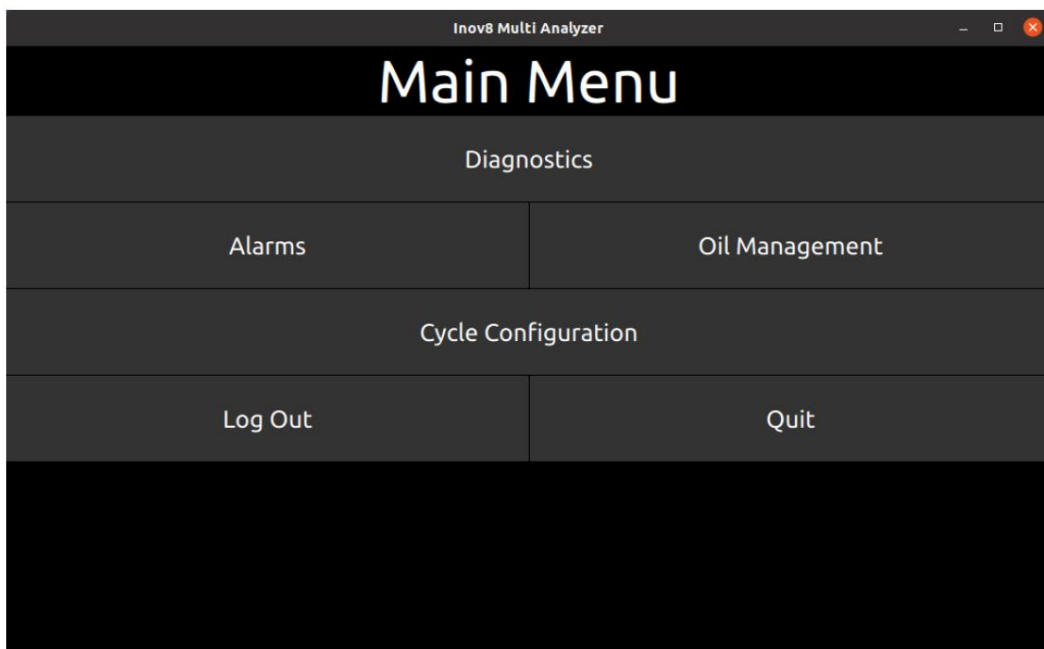 Inov8 Multi Analyzer
Main Menu
Diagnostics
Alarms Oil Management
Cycle Configuration
Log Out Quit